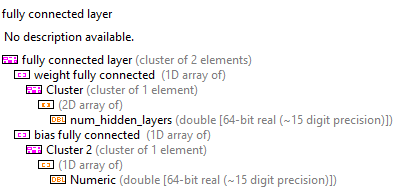 fully connected layer
No description available.
fully connected layer (cluster of 2 elements)
weight fully connected (1D array of)
Cluster (cluster of 1 element)
(2D array of)
DBL num_hidden_layers (double [64-bit real (~15 digit precision)])
bias fully connected (1D array of)
Cluster 2 (cluster of 1 element)
(1D array of)
DBL Numeric (double [64-bit real (~15 digit precision)])